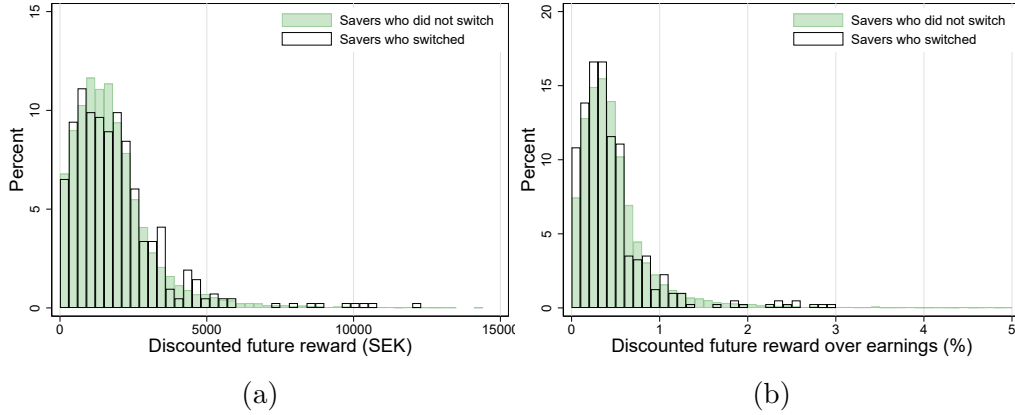 Savers who did not switch
Savers who switched
Percent
15
10
5
0
0
5000
10000
15000
Discounted future reward (SEK)
(a)
Savers who did not switch
Savers who switched
Percent
20
15
10
5
0
0
1
2
3
4
5
Discounted future reward over earnings (%)
(b)